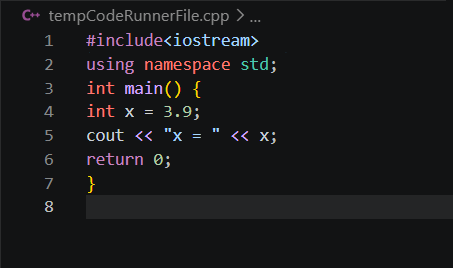 C++ tempCodeRunnerFile.cpp > ...
1 #include<iostream>
2 using namespace std;
3 int main() {
4 int x = 3.9;
5 cout << "x = " << x;
6 return 0;
7 }
8